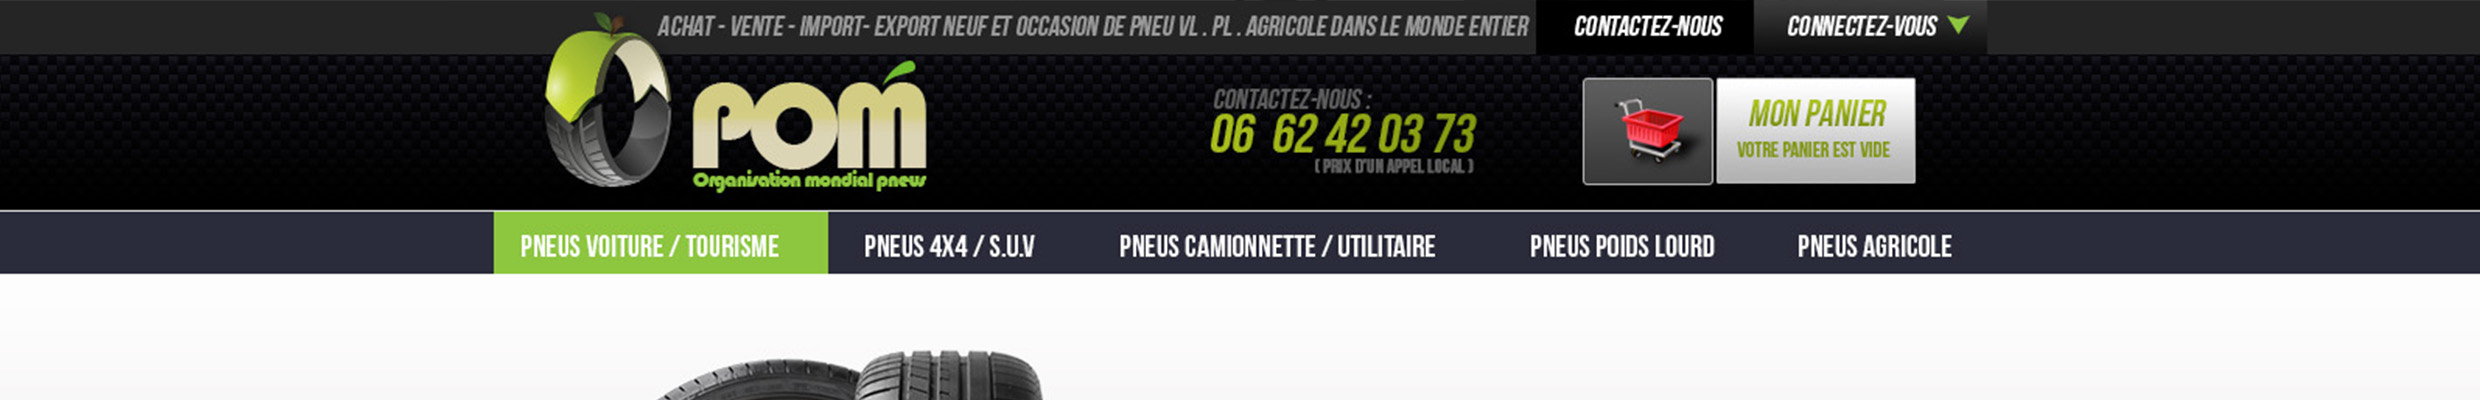 ACHAT - VENTE - IMPORT- EXPORT NEUF ET OCCASION DE PNEU VL . PL . AGRICOLE DANS LE MONDE ENTIER
CONTACTEZ-NOUS
CONNECTEZ-VOUS
POM
Organisation mondial pneus
CONTACTEZ-NOUS :
06 62 42 03 73
( PRIX D'UN APPEL LOCAL )
MON PANIER
VOTRE PANIER EST VIDE
PNEUS VOITURE / TOURISME
PNEUS 4X4 / S.U.V
PNEUS CAMIONNETTE / UTILITAIRE
PNEUS POIDS LOURD
PNEUS AGRICOLE